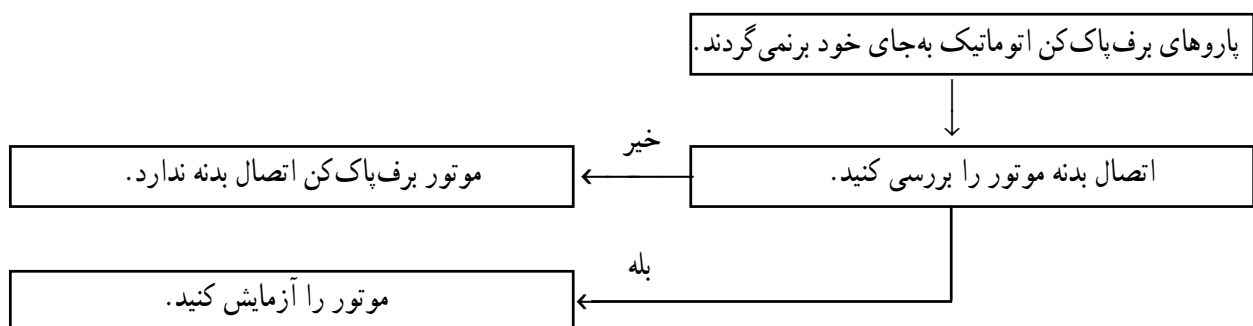 پاروهای برف‌پاک‌کن اتوماتیک به‌جای خود برنمی‌گردند.
خیر
اتصال بدنه موتور را بررسی کنید.
موتور برف‌پاک‌کن اتصال بدنه ندارد.
بله
موتور را آزمایش کنید.